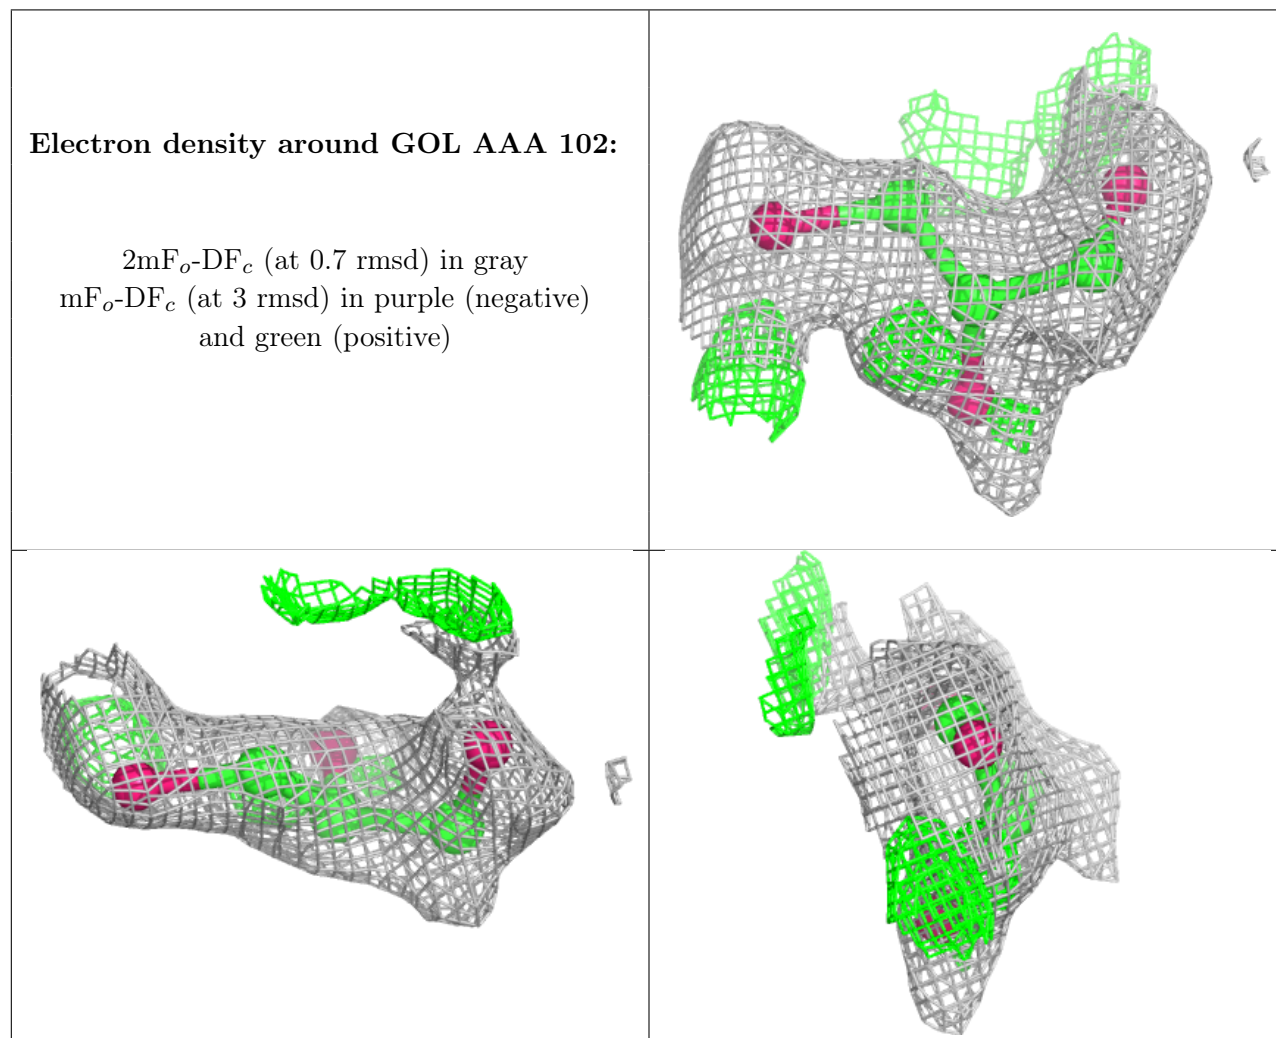 Electron density around GOL AAA 102:
2mFo-DFc (at 0.7 rmsd) in gray
mFo-DFc (at 3 rmsd) in purple (negative)
and green (positive)